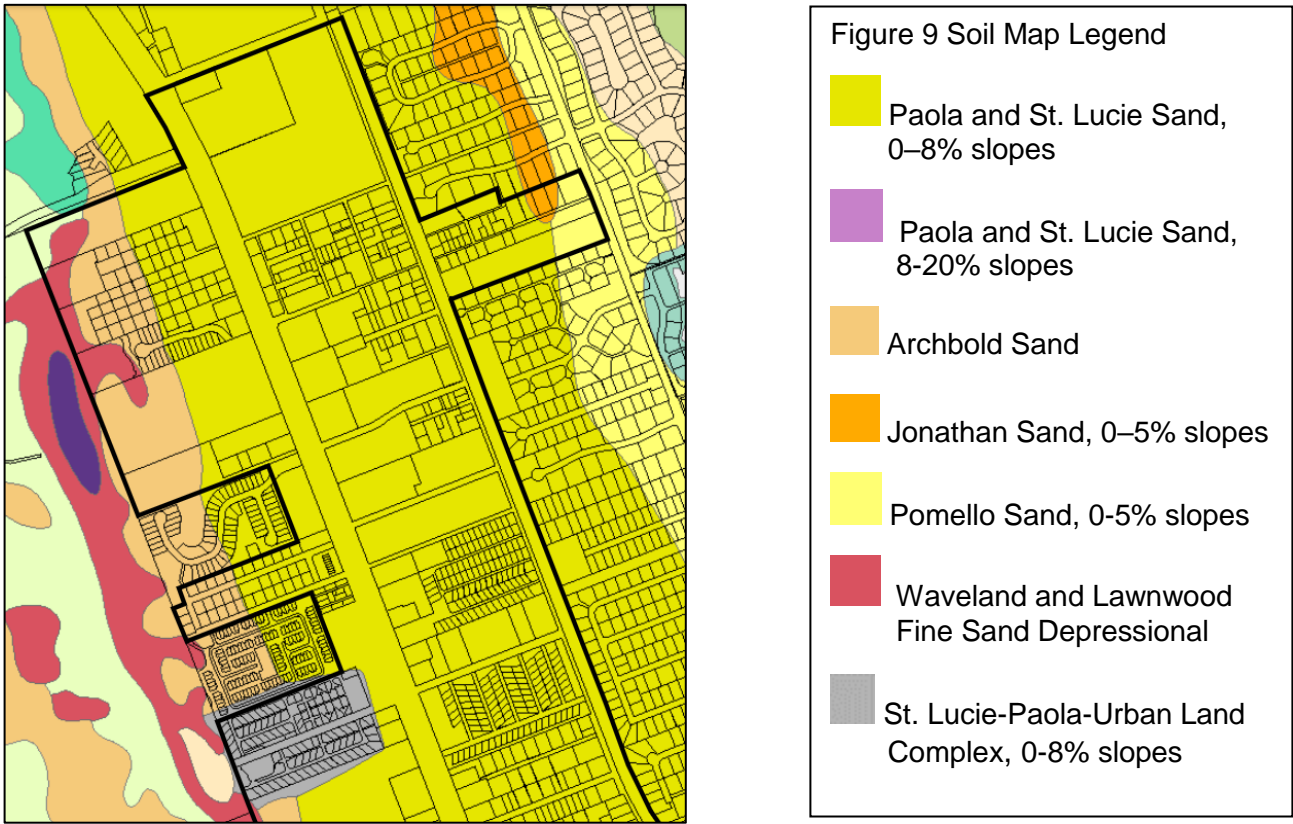 Figure 9 Soil Map Legend
Paola and St. Lucie Sand,
0–8% slopes
Paola and St. Lucie Sand,
8-20% slopes
Archbold Sand
Jonathan Sand, 0–5% slopes
Pomello Sand, 0-5% slopes
Waveland and Lawnwood
Fine Sand Depressional
St. Lucie-Paola-Urban Land
Complex, 0-8% slopes